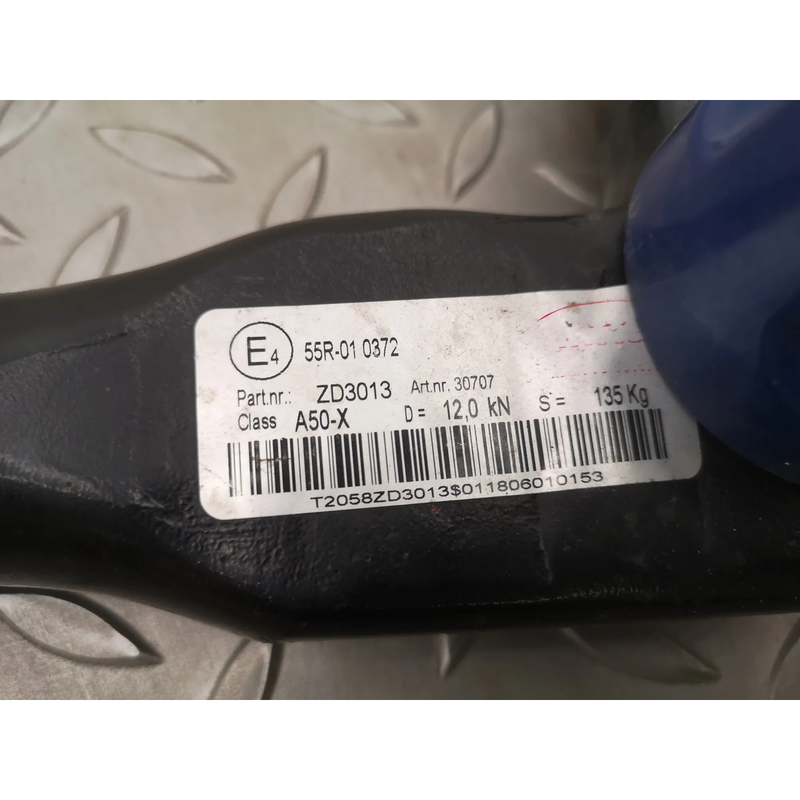 E4 55R-01 0372
Part.nr.: ZD3013 Art.nr. 30707
Class A50-X D = 12,0 kN S = 135 Kg
T2058ZD3013$011806010153